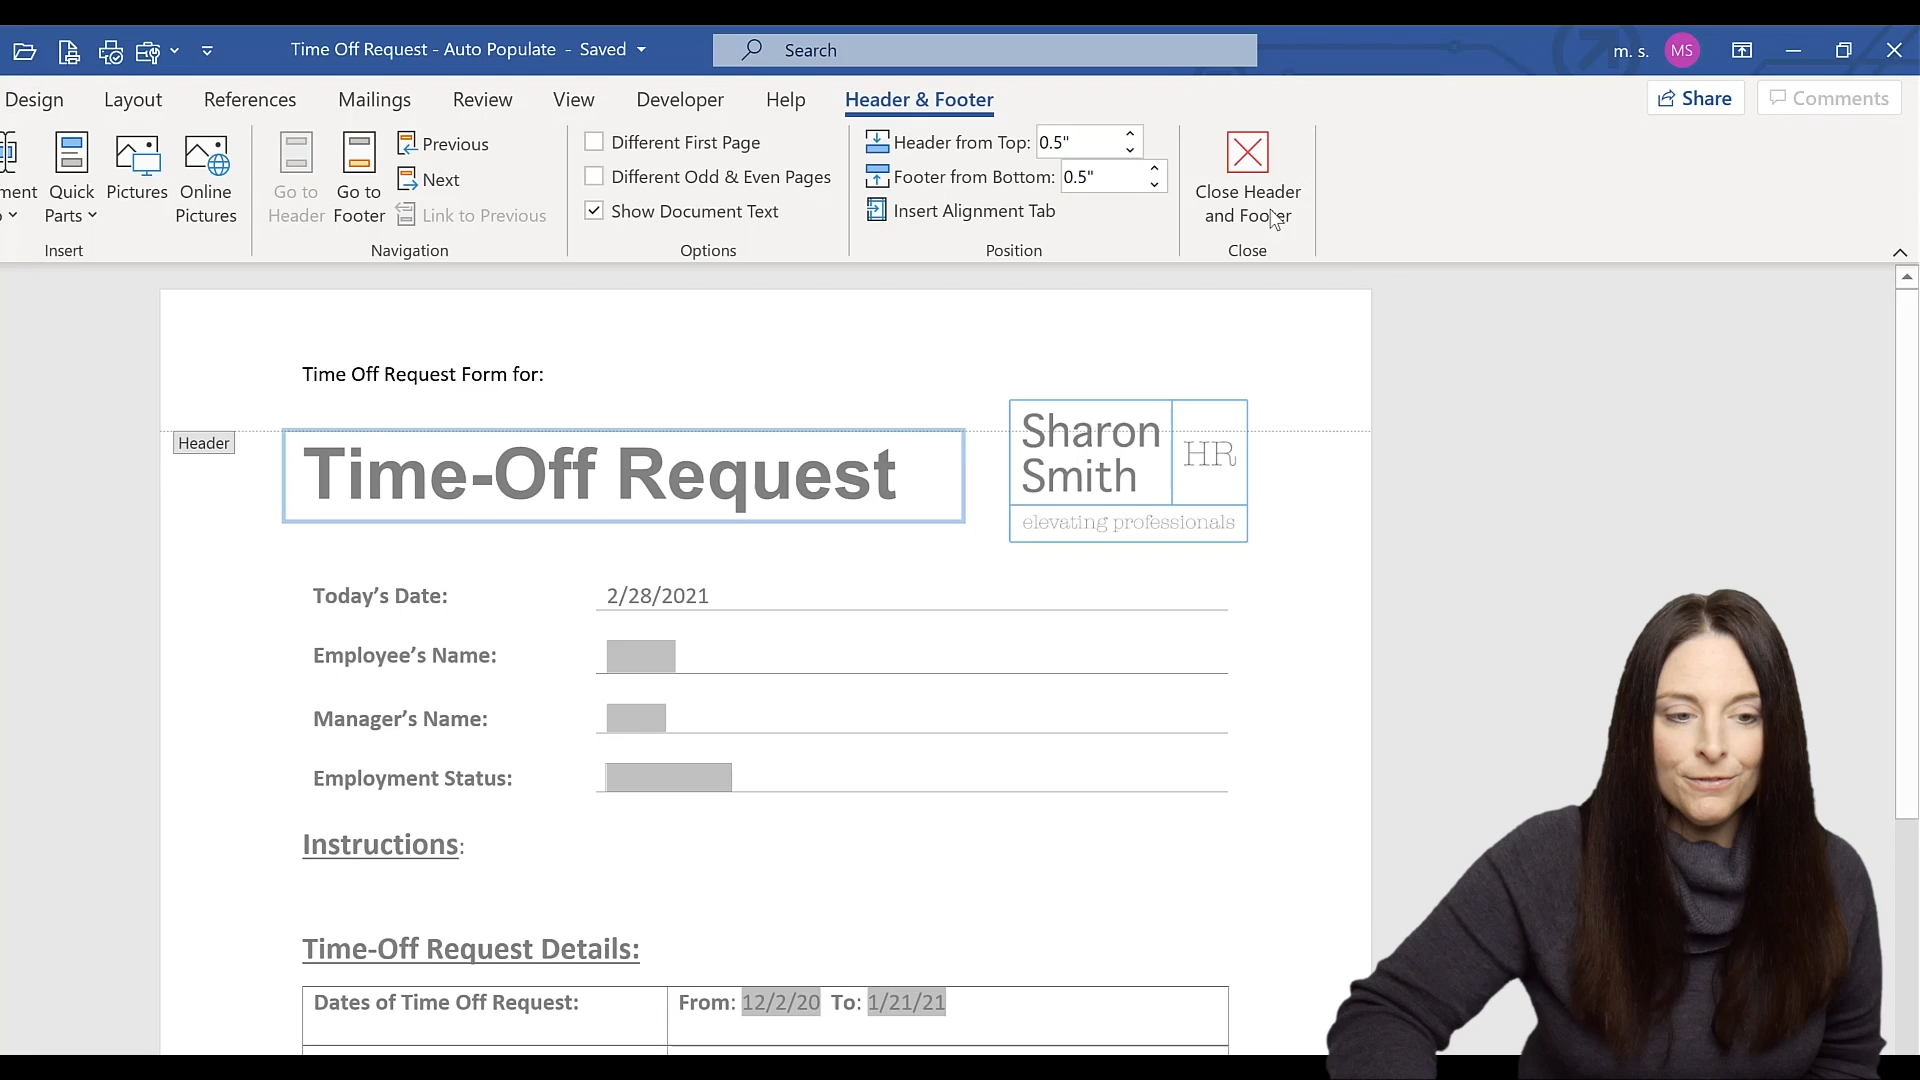 Time Off Request - Auto Populate - Saved
Search
m. s.
MS
Design
Layout
References
Mailings
Review
View
Developer
Help
Header & Footer
Share
Comments
Quick
Parts
Pictures
Online
Pictures
Insert
Go to
Header
Go to
Footer
Previous
Next
Link to Previous
Navigation
Different First Page
Different Odd & Even Pages
Show Document Text
Options
Header from Top: 0.5"
Footer from Bottom: 0.5"
Insert Alignment Tab
Position
Close Header
and Footer
Close
Time Off Request Form for:
Header
Time-Off Request
Sharon
Smith
HR
elevating professionals
Today's Date: 2/28/2021
Employee's Name:
Manager's Name:
Employment Status:
Instructions:
Time-Off Request Details:
Dates of Time Off Request: From: 12/2/20 To: 1/21/21